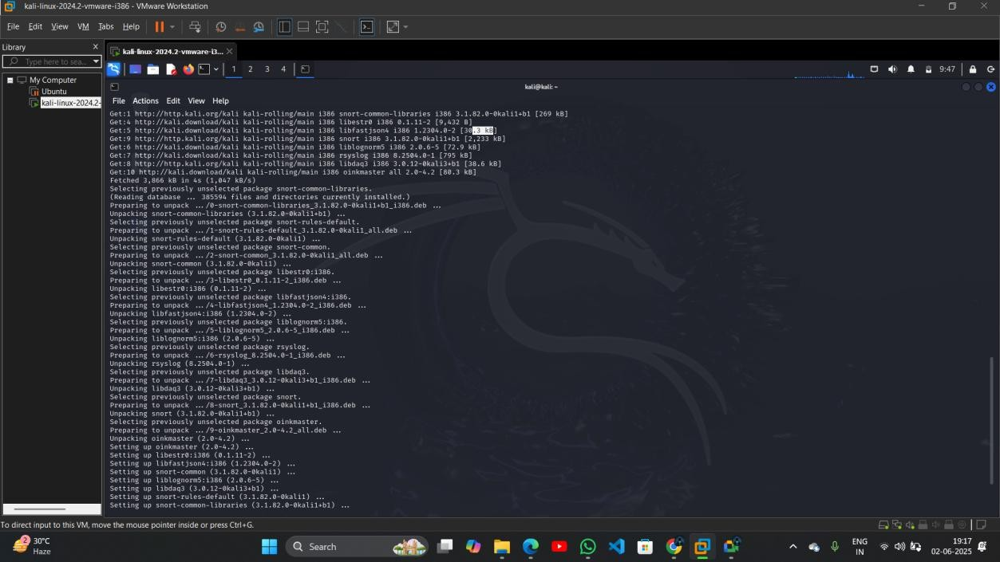 kali-linux-2024.2-vmware-i386 - VMware Workstation
File Edit View VM Tabs Help
Library
Type here to sea...
kali-linux-2024.2-vmware-i3...
1 2 3 4
9:47
My Computer
Ubuntu
kali-linux-2024.2-
kali@kali: ~
File Actions Edit View Help
Get:1 http://http.kali.org/kali kali-rolling/main i386 snort-common-libraries i386 3.1.82.0-0kali1+b1 [269 kB]
Get:4 http://kali.download/kali kali-rolling/main i386 libestr0 i386 0.1.11-2 [9,432 B]
Get:5 http://kali.download/kali kali-rolling/main i386 libfastjson4 i386 1.2304.0-2 [30.3 kB]
Get:9 http://http.kali.org/kali kali-rolling/main i386 snort i386 3.1.82.0-0kali1+b1 [2,233 kB]
Get:6 http://kali.download/kali kali-rolling/main i386 liblognorm5 i386 2.0.6-5 [72.9 kB]
Get:7 http://kali.download/kali kali-rolling/main i386 rsyslog i386 8.2504.0-1 [795 kB]
Get:8 http://http.kali.org/kali kali-rolling/main i386 libdaq3 i386 3.0.12-0kali3+b1 [38.6 kB]
Get:10 http://kali.download/kali kali-rolling/main i386 oinkmaster all 2.0-4.2 [80.3 kB]
Fetched 3,866 kB in 4s (1,047 kB/s)
Selecting previously unselected package snort-common-libraries.
(Reading database ... 385594 files and directories currently installed.)
Preparing to unpack .../0-snort-common-libraries_3.1.82.0-0kali1+b1_i386.deb ...
Unpacking snort-common-libraries (3.1.82.0-0kali1+b1) ...
Selecting previously unselected package snort-rules-default.
Preparing to unpack .../1-snort-rules-default_3.1.82.0-0kali1_all.deb ...
Unpacking snort-rules-default (3.1.82.0-0kali1) ...
Selecting previously unselected package snort-common.
Preparing to unpack .../2-snort-common_3.1.82.0-0kali1_all.deb ...
Unpacking snort-common (3.1.82.0-0kali1) ...
Selecting previously unselected package libestr0:i386.
Preparing to unpack .../3-libestr0_0.1.11-2_i386.deb ...
Unpacking libestr0:i386 (0.1.11-2) ...
Selecting previously unselected package libfastjson4:i386.
Preparing to unpack .../4-libfastjson4_1.2304.0-2_i386.deb ...
Unpacking libfastjson4:i386 (1.2304.0-2) ...
Selecting previously unselected package liblognorm5:i386.
Preparing to unpack .../5-liblognorm5_2.0.6-5_i386.deb ...
Unpacking liblognorm5:i386 (2.0.6-5) ...
Selecting previously unselected package rsyslog.
Preparing to unpack .../6-rsyslog_8.2504.0-1_i386.deb ...
Unpacking rsyslog (8.2504.0-1) ...
Selecting previously unselected package libdaq3.
Preparing to unpack .../7-libdaq3_3.0.12-0kali3+b1_i386.deb ...
Unpacking libdaq3 (3.0.12-0kali3+b1) ...
Selecting previously unselected package snort.
Preparing to unpack .../8-snort_3.1.82.0-0kali1+b1_i386.deb ...
Unpacking snort (3.1.82.0-0kali1+b1) ...
Selecting previously unselected package oinkmaster.
Preparing to unpack .../9-oinkmaster_2.0-4.2_all.deb ...
Unpacking oinkmaster (2.0-4.2) ...
Setting up oinkmaster (2.0-4.2) ...
Setting up libestr0:i386 (0.1.11-2) ...
Setting up libfastjson4:i386 (1.2304.0-2) ...
Setting up snort-common (3.1.82.0-0kali1) ...
Setting up liblognorm5:i386 (2.0.6-5) ...
Setting up libdaq3 (3.0.12-0kali3+b1) ...
Setting up snort-rules-default (3.1.82.0-0kali1) ...
Setting up snort-common-libraries (3.1.82.0-0kali1+b1) ...
To direct input to this VM, move the mouse pointer inside or press Ctrl+G.
2
30°C
Haze
Search
ENG
IN
19:17
02-06-2025